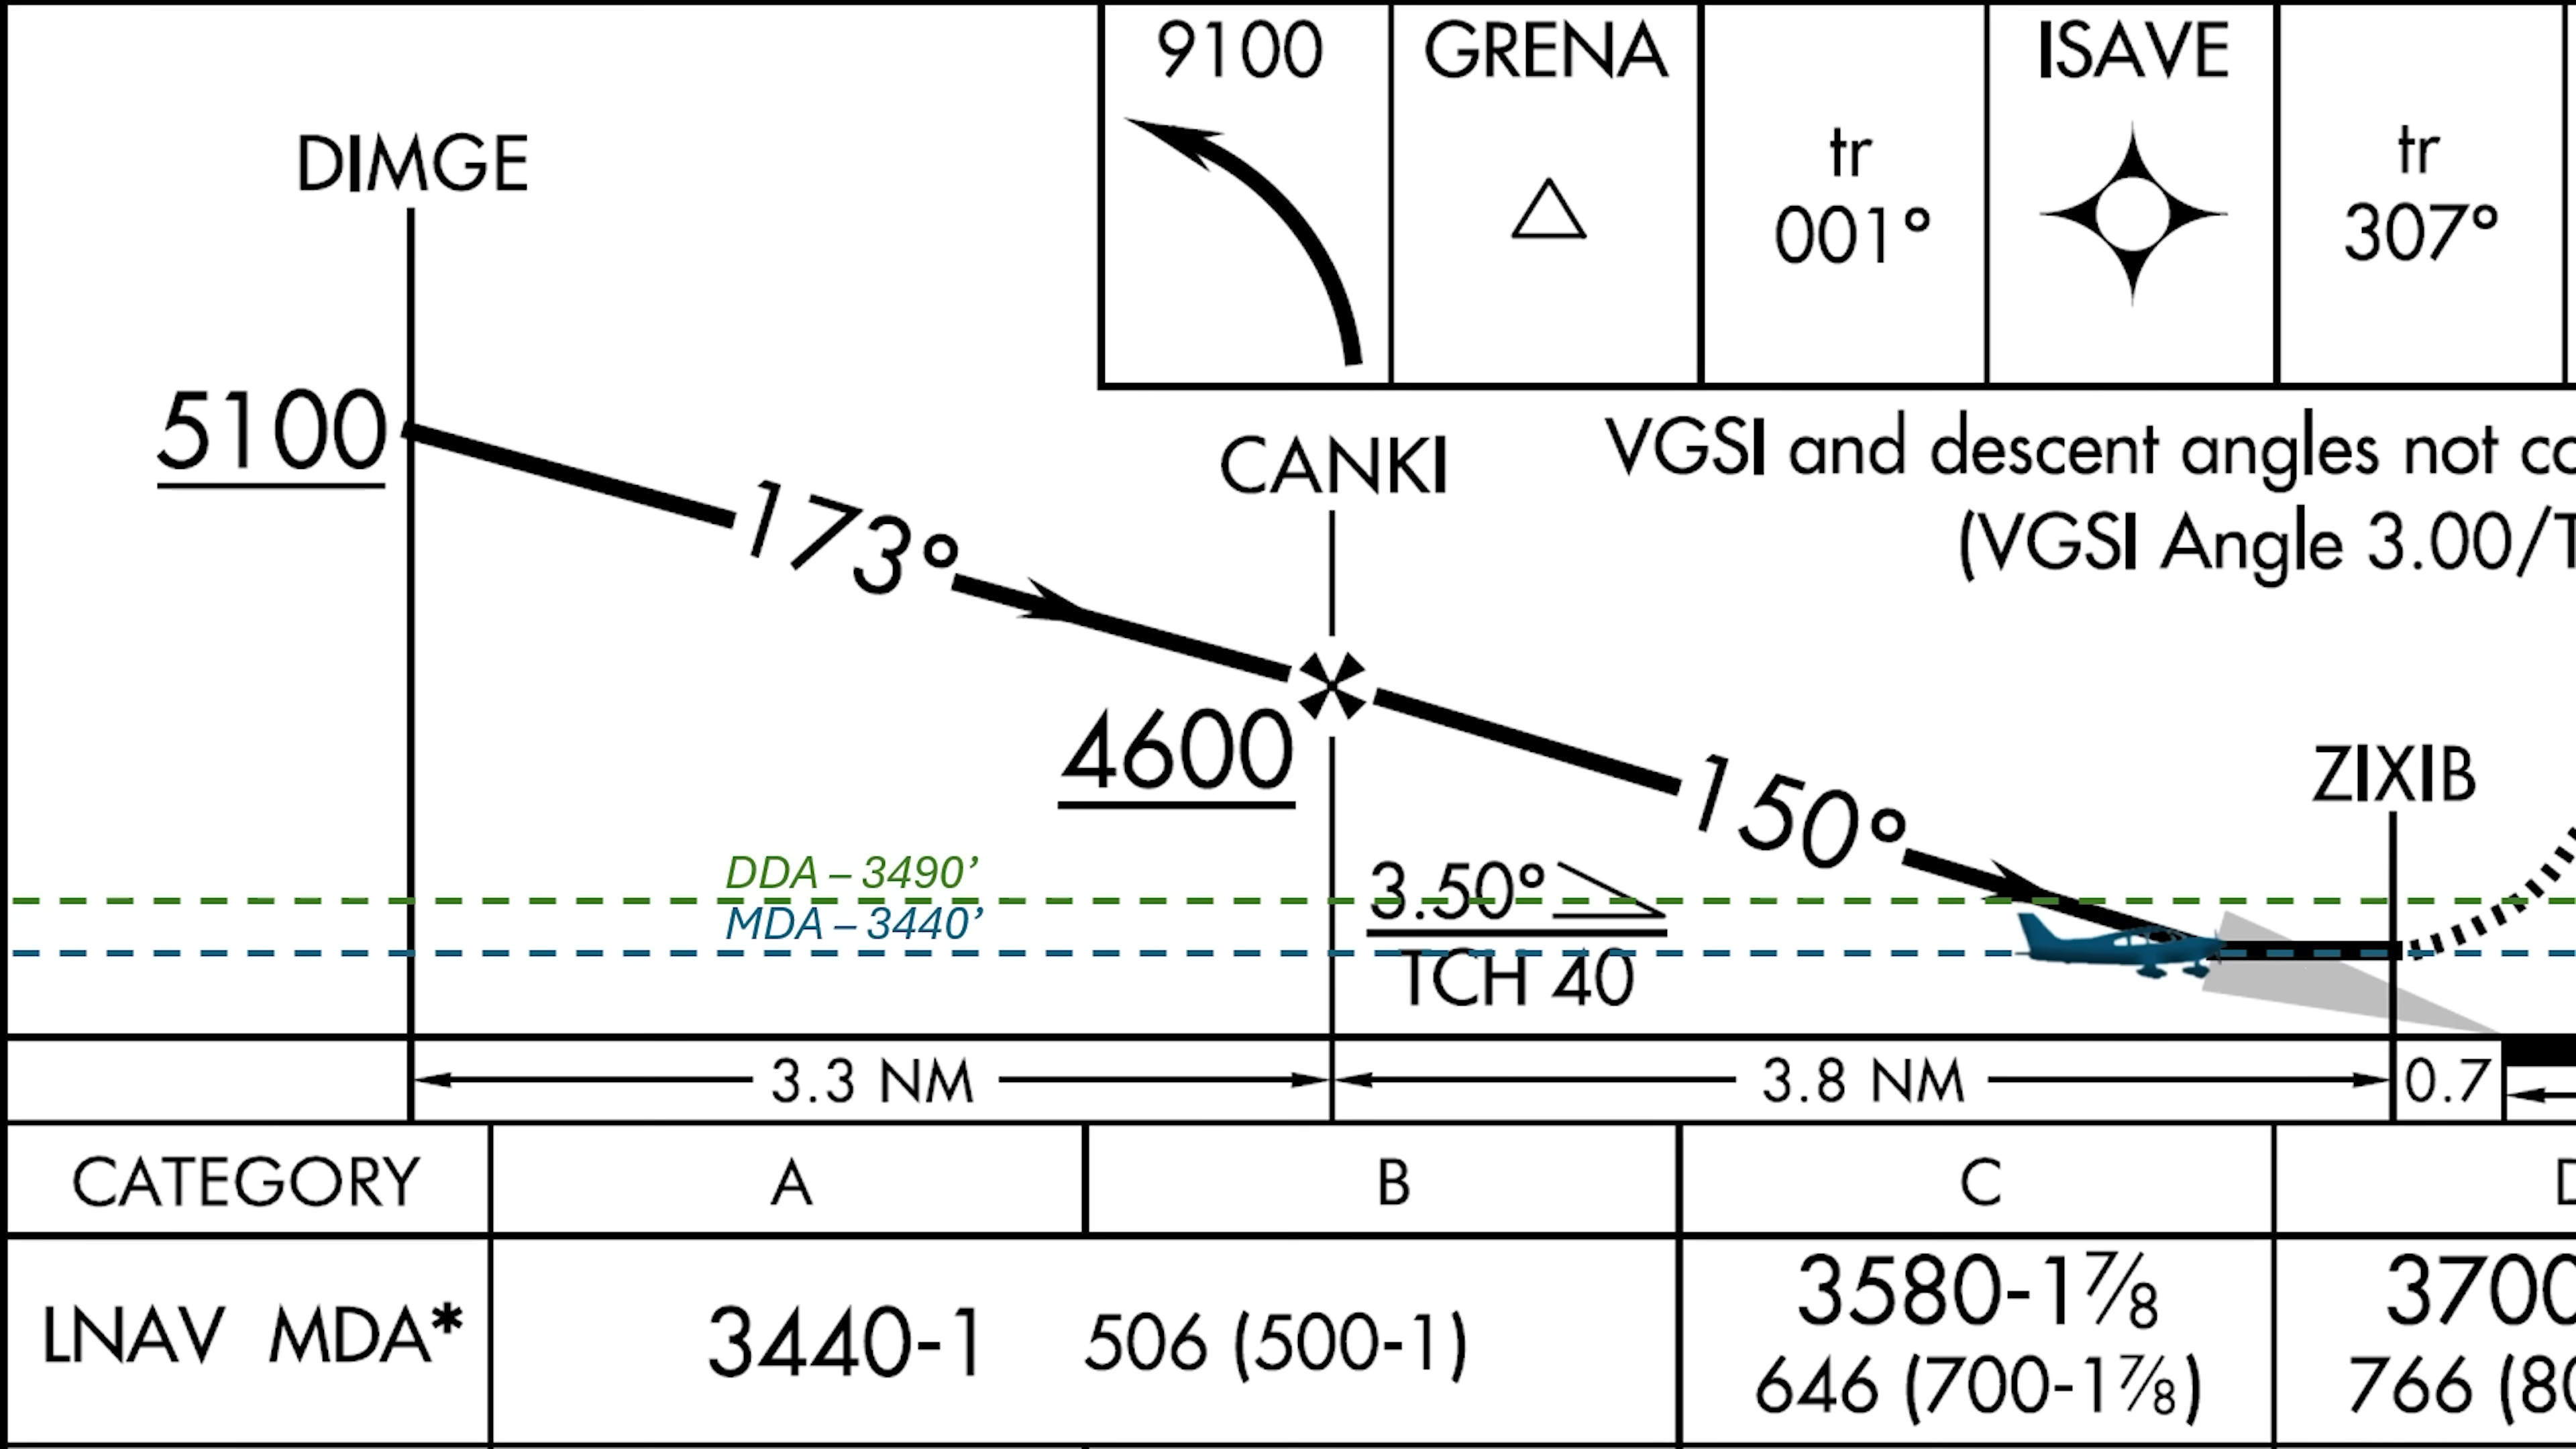 9100
GRENA
tr
001°
ISAVE
tr
307°
DIMGE
5100
173°
CANKI
VGSI and descent angles not co
(VGSI Angle 3.00/T
4600
150°
ZIXIB
DDA – 3490’
MDA – 3440’
3.50°
TCH 40
3.3 NM
3.8 NM
0.7
CATEGORY
A
B
C
D
LNAV MDA*
3440-1 506 (500-1)
3580-1⅞
646 (700-1⅞)
3700
766 (80